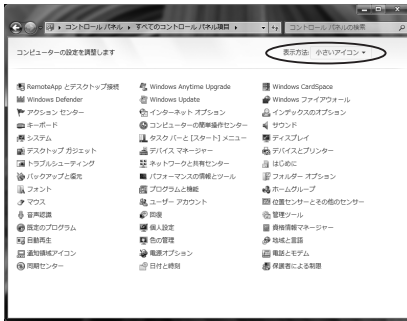 コントロール パネル ▸ すべてのコントロール パネル項目 ▸ コントロール パネルの検索
コンピューターの設定を調整します 表示方法: 小さいアイコン ▾
RemoteApp とデスクトップ接続 Windows Anytime Upgrade Windows CardSpace
Windows Defender Windows Update Windows ファイアウォール
アクション センター インターネット オプション インデックスのオプション
キーボード コンピューターの簡単操作センター サウンド
システム タスク バーと [スタート] メニュー ディスプレイ
デスクトップ ガジェット デバイス マネージャー デバイスとプリンター
トラブルシューティング ネットワークと共有センター はじめに
バックアップと復元 パフォーマンスの情報とツール フォルダー オプション
フォント プログラムと機能 ホームグループ
マウス ユーザー アカウント 位置センサーとその他のセンサー
音声認識 回復 管理ツール
既定のプログラム 個人設定 資格情報マネージャー
自動再生 色の管理 地域と言語
通知領域アイコン 電源オプション 電話とモデム
同期センター 日付と時刻 保護者による制限